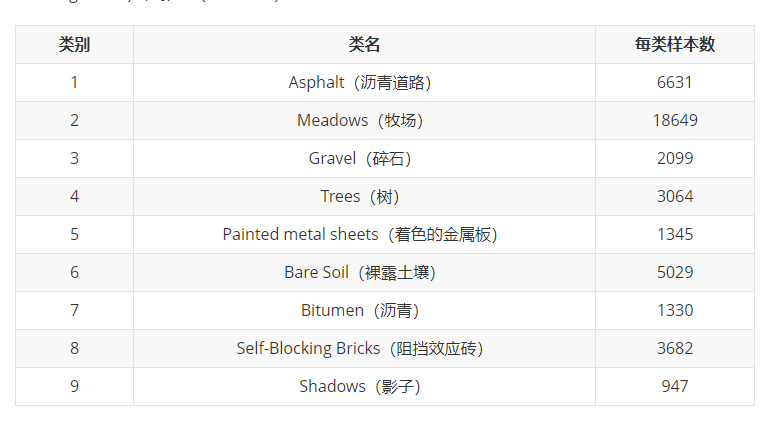 类别 类名 每类样本数
1 Asphalt（沥青道路） 6631
2 Meadows（牧场） 18649
3 Gravel（碎石） 2099
4 Trees（树） 3064
5 Painted metal sheets（着色的金属板） 1345
6 Bare Soil（裸露土壤） 5029
7 Bitumen（沥青） 1330
8 Self-Blocking Bricks（阻挡效应砖） 3682
9 Shadows（影子） 947